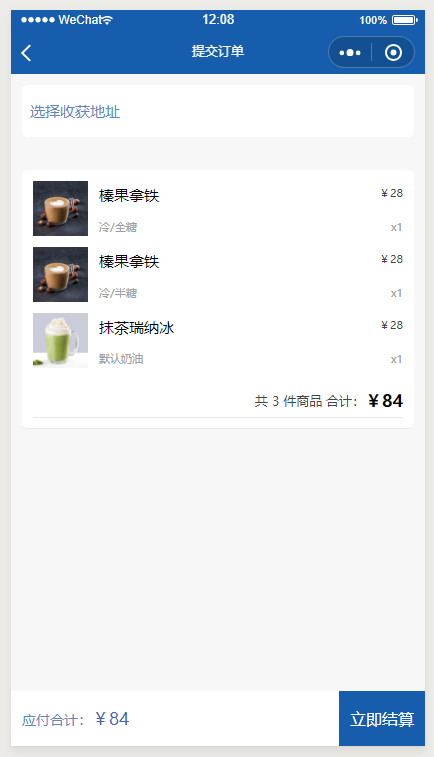 WeChat 12:08 100%
提交订单
选择收获地址
榛果拿铁 ¥28
冷/全糖 x1
榛果拿铁 ¥28
冷/半糖 x1
抹茶瑞纳冰 ¥28
默认奶油 x1
共 3 件商品 合计: ¥84
应付合计: ¥84 立即结算